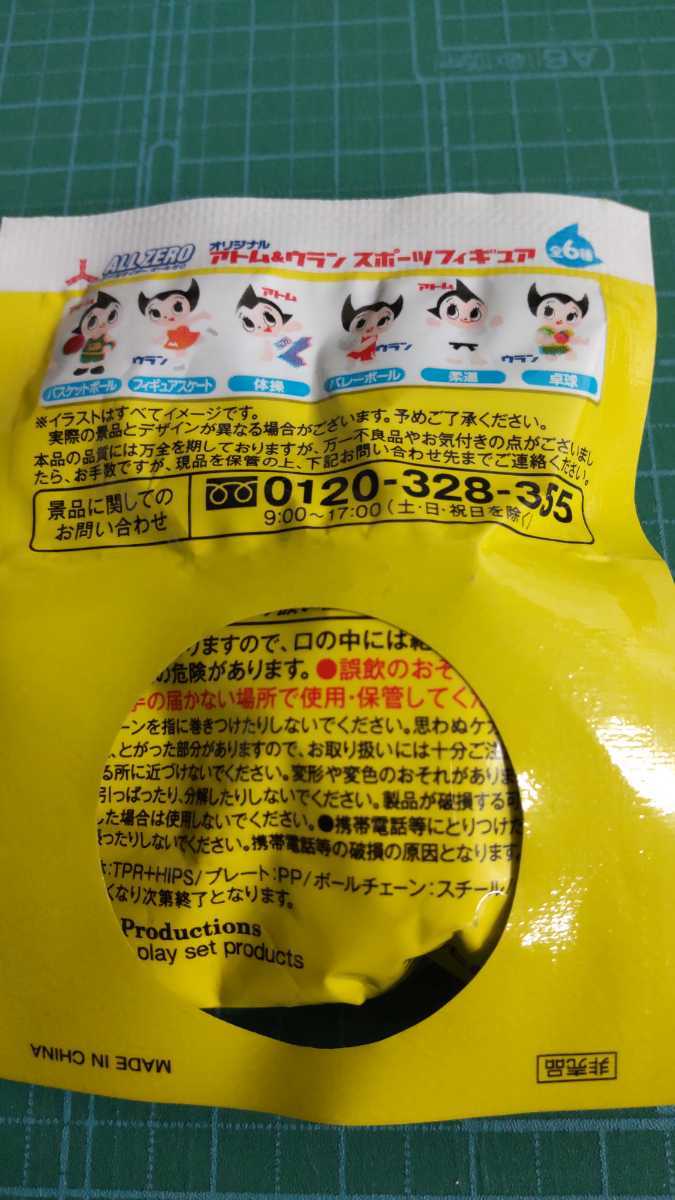 ALL ZERO オリジナル アトム&ウラン スポーツフィギュア 全6種
アトム アトム ウラン アトム ウラン
バスケットボール フィギュアスケート 体操 バレーボール 柔道 卓球
※イラストはすべてイメージです。
実際の景品とデザインが異なる場合がございます。予めご了承ください。
本品の品質には万全を期しておりますが、万一不良品やお気付きの点がございまし
たら、お手数ですが、現品を保管の上、下記お問い合わせ先までご連絡ください。
景品に関しての
お問い合わせ
0120-328-355
9:00～17:00(土・日・祝日を除く)
りますので、口の中には絶
の危険があります。●誤飲のおそ
手の届かない場所で使用・保管してく
ーンを指に巻きつけたりしないでください。思わぬケガ
、とがった部分がありますので、お取り扱いには十分ご注
る所に近づけないでください。変形や変色のおそれがありま
引っぱったり、分解したりしないでください。製品が破損する可
した場合は使用しないでください。●携帯電話等にとりつけた
ったりしないでください。携帯電話等の破損の原因となります
:TPR+HIPS/プレート:PP/ボールチェーン:スチール
くなり次第終了となります。
Productions
play set products
MADE IN CHINA
非売品